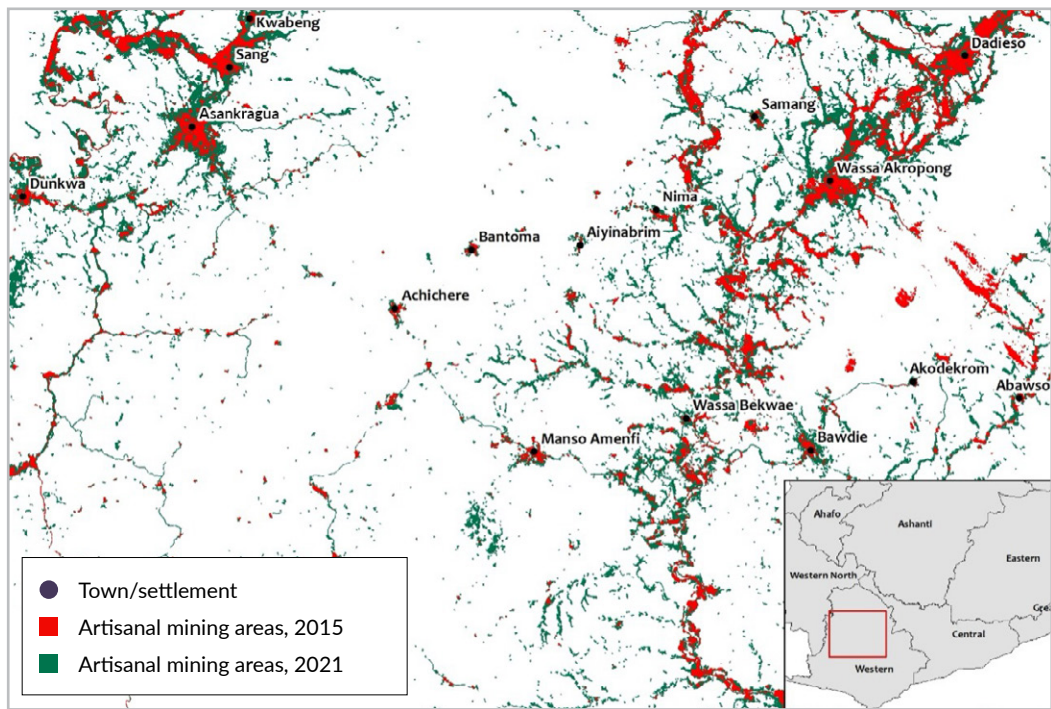 Kwabeng
Sang
Dadieso
Asankragua
Samang
Wassa Akropong
Dunkwa
Nima
Bantoma
Aiyinabrim
Achichere
Akodekrom
Abawso
Wassa Bekwae
Manso Amenfi
Bawdie
Town/settlement
Artisanal mining areas, 2015
Artisanal mining areas, 2021
Ahafo
Ashanti
Eastern
Western North
Central
Western